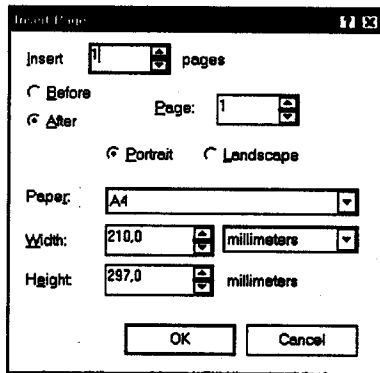 Insert Page
Insert 1 pages
Before
After
Page: 1
Portrait Landscape
Paper: A4
Width: 210,0 millimeters
Height: 297,0 millimeters
OK Cancel